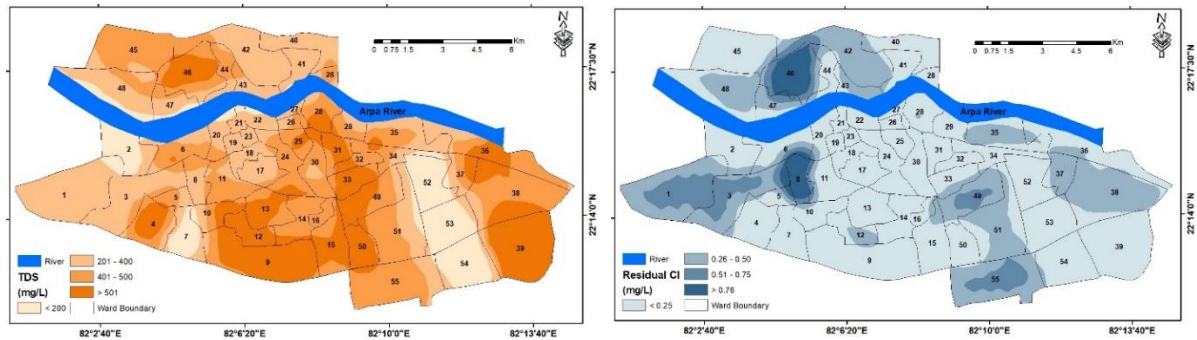 N
Km
0 0.75 1.5 3 4.5 6
45 42 40
46 44 41
48 47 43 28
27 28
Arpa River
21 22 26
2 20 23 25 29 35
6 19 18 24 31 36
8 11 17 30 32 34 52 37
1 3 5 33 38
10 13 49
4 14 16 53
7 12 51
15 50 39
9 54
55
River
TDS
(mg/L)
< 200
201 - 400
401 - 500
> 501
Ward Boundary
82°2'40"E 82°6'20"E 82°10'0"E 82°13'40"E
22°17'30"N
22°14'0"N
N
Km
0 0.75 1.5 3 4.5 6
45 42 40
46 44 41
48 47 43 28
27
Arpa River
21 22 26 28
2 20 23 25 29 35
6 19 18 24 31 36
8 11 17 30 32 34 52 37
1 3 5 33 38
10 13 49
4 14 16 53
7 12 51
15 50 39
9 54
55
River
Residual Cl
(mg/L)
< 0.25
0.26 - 0.50
0.51 - 0.75
> 0.76
Ward Boundary
82°2'40"E 82°6'20"E 82°10'0"E 82°13'40"E
22°17'30"N
22°14'0"N